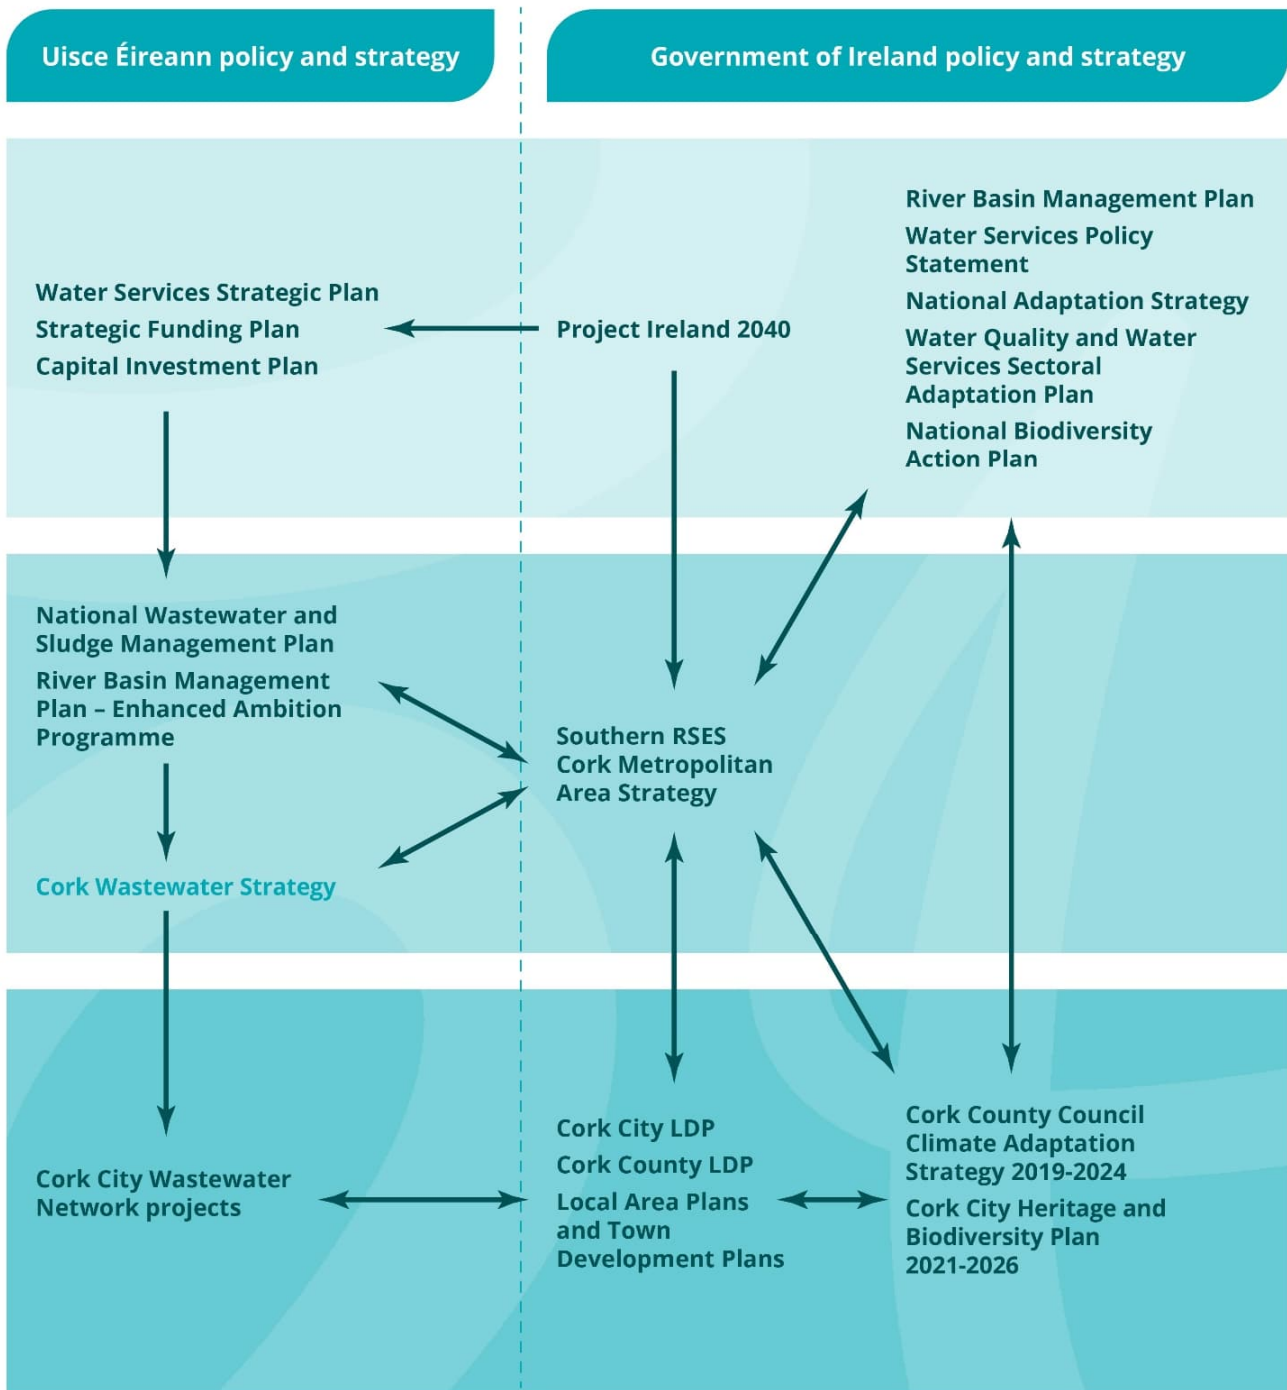 Uisce Éireann policy and strategy
Government of Ireland policy and strategy
Water Services Strategic Plan
Strategic Funding Plan
Capital Investment Plan
Project Ireland 2040
River Basin Management Plan
Water Services Policy
Statement
National Adaptation Strategy
Water Quality and Water
Services Sectoral
Adaptation Plan
National Biodiversity
Action Plan
National Wastewater and
Sludge Management Plan
River Basin Management
Plan – Enhanced Ambition
Programme
Cork Wastewater Strategy
Southern RSES
Cork Metropolitan
Area Strategy
Cork City Wastewater
Network projects
Cork City LDP
Cork County LDP
Local Area Plans
and Town
Development Plans
Cork County Council
Climate Adaptation
Strategy 2019-2024
Cork City Heritage and
Biodiversity Plan
2021-2026